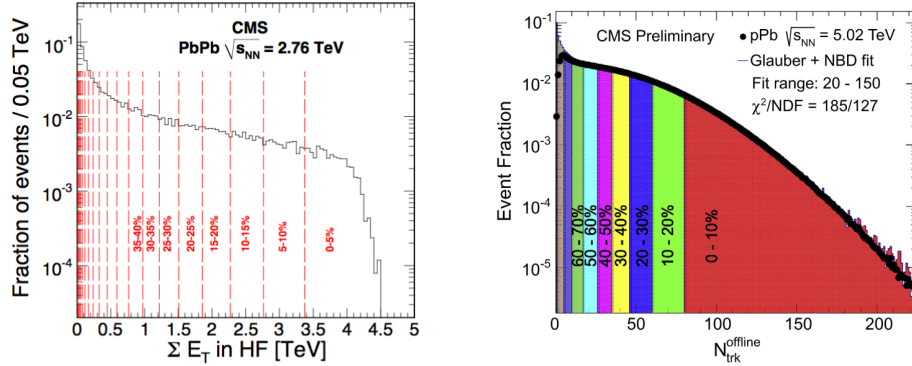 CMS
PbPb √s_NN = 2.76 TeV
Fraction of events / 0.05 TeV
10⁻¹
10⁻²
10⁻³
10⁻⁴
35-40%
30-35%
25-30%
20-25%
15-20%
10-15%
5-10%
0-5%
0 0.5 1 1.5 2 2.5 3 3.5 4 4.5 5
Σ E_T in HF [TeV]
CMS Preliminary
pPb √s_NN = 5.02 TeV
Glauber + NBD fit
Fit range: 20 - 150
χ²/NDF = 185/127
Event Fraction
10⁻¹
10⁻²
10⁻³
10⁻⁴
10⁻⁵
60 - 70%
50 - 60%
40 - 50%
30 - 40%
20 - 30%
10 - 20%
0 - 10%
0 50 100 150 200
N_trk^offline